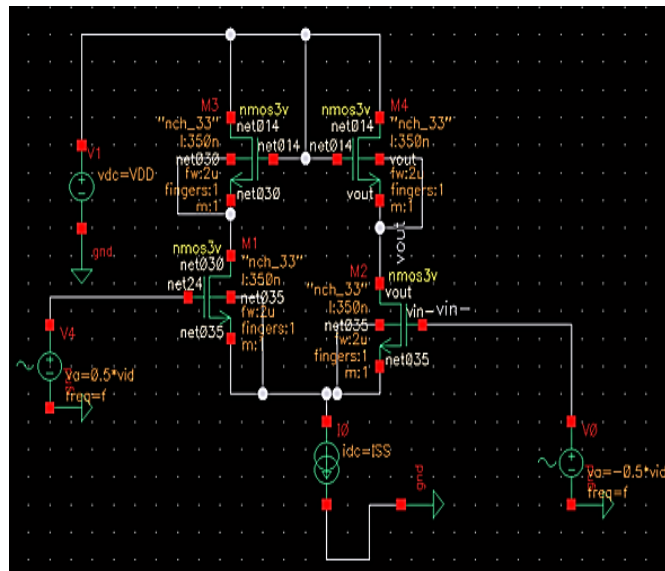 M3
nmos3v
net014
"nch_33"
l:350n
net030
net014
fw:2u
fingers:1
net030
m:1
M4
nmos3v
net014
"nch_33"
l:350n
net014
vout
fw:2u
fingers:1
vout
m:1
V1
vdc=VDD
gnd
vout
M1
nmos3v
net030
"nch_33"
net24
l:350n
net035
fw:2u
fingers:1
net035
m:1
M2
nmos3v
vout
"nch_33"
l:350n
vin-
vin-
net035
fw:2u
fingers:1
net035
m:1
V4
va=0.5*vid
freq=f
gnd
I0
idc=ISS
gnd
V0
va=-0.5*vid
freq=f
gnd